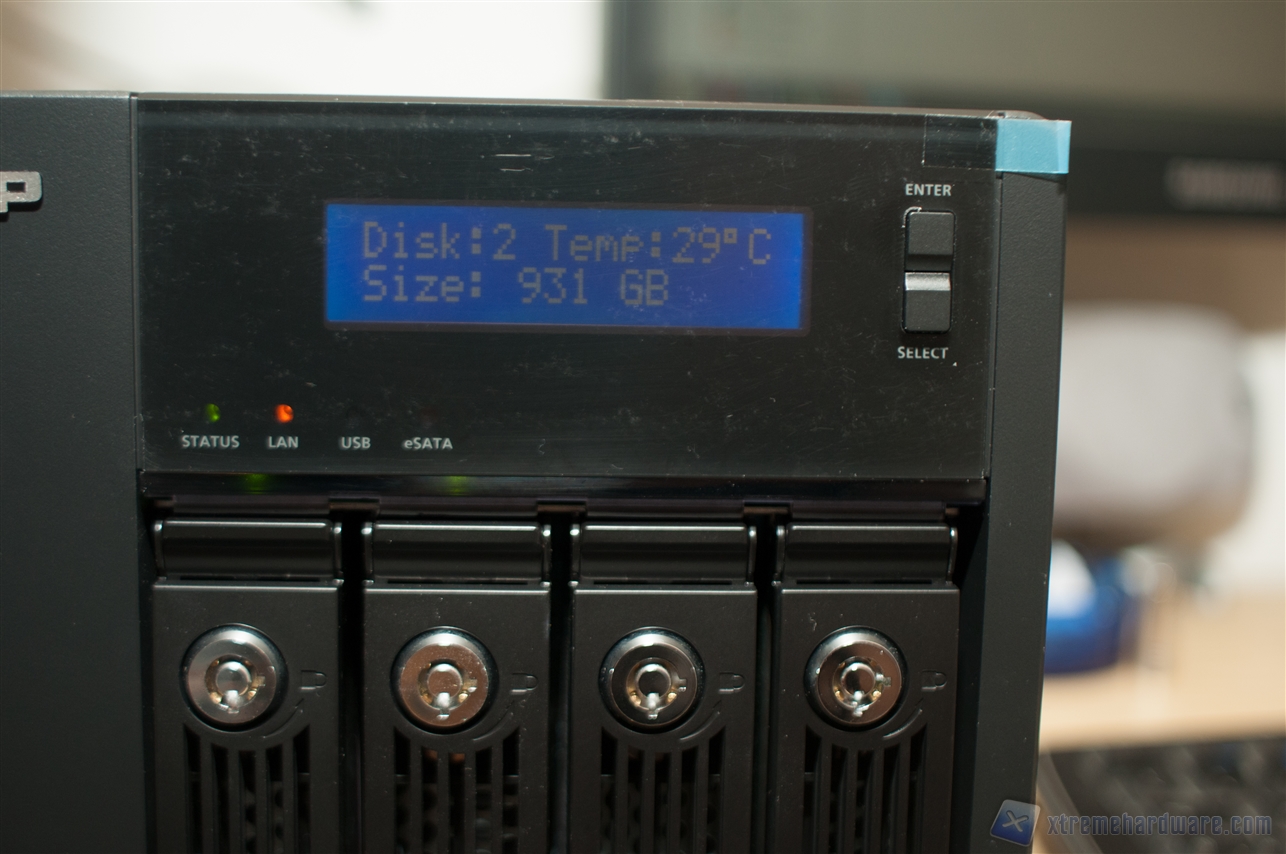 P
ENTER
Disk:2 Temp:29°C
Size: 931 GB
SELECT
STATUS LAN USB eSATA
xtremehardware.com